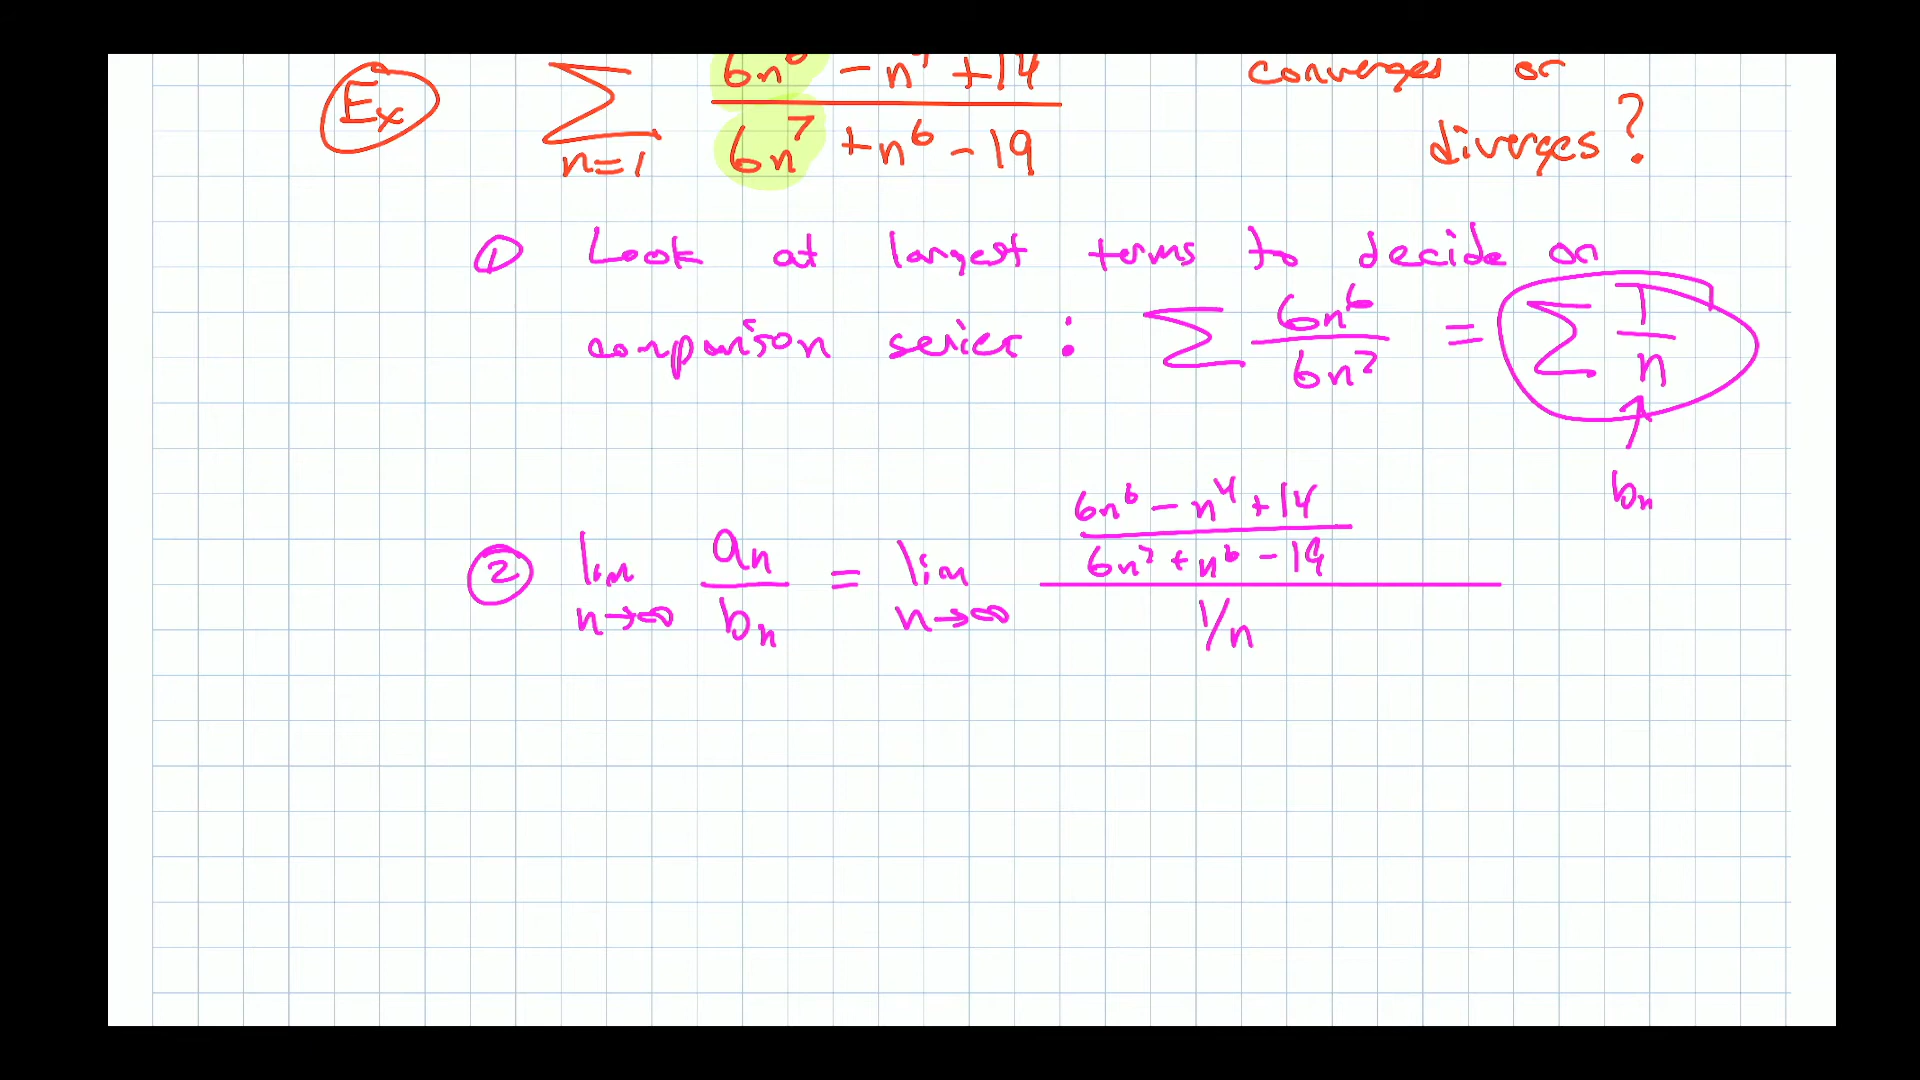 Ex ∑ 6n⁶ - n⁴ + 14 converges or
n=1 6n⁷ + n⁶ - 19 diverges?
① Look at largest terms to decide on
comparison series : ∑ 6n⁶/6n⁷ = ∑ 1/n
bn
② lim n→∞ an/bn = lim n→∞ (6n⁶ - n⁴ + 14)/(6n⁷ + n⁶ - 19)
1/n